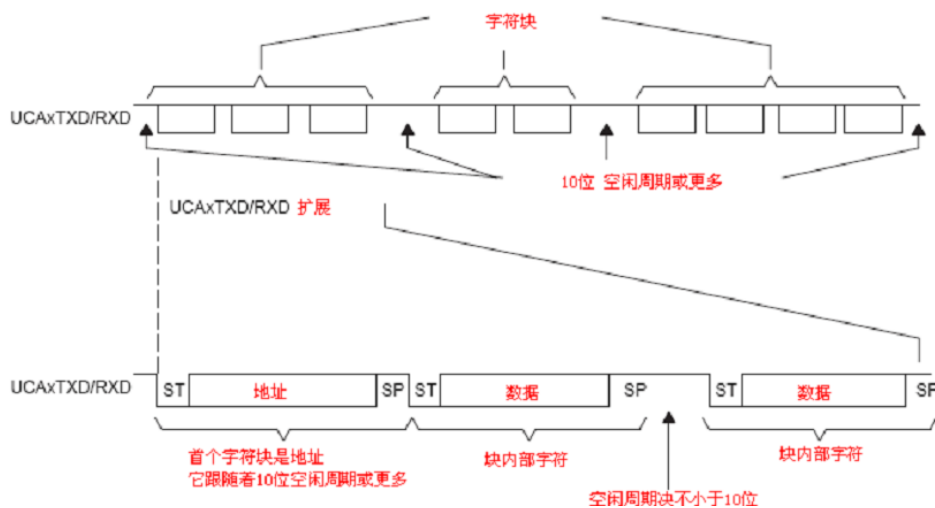 字符块
UCAxTXD/RXD
10位 空闲周期或更多
UCAxTXD/RXD 扩展
UCAxTXD/RXD
ST 地址 SP ST 数据 SP ST 数据 SP
首个字符块是地址
它跟随着10位空闲周期或更多
块内部字符
块内部字符
空闲周期决不小于10位